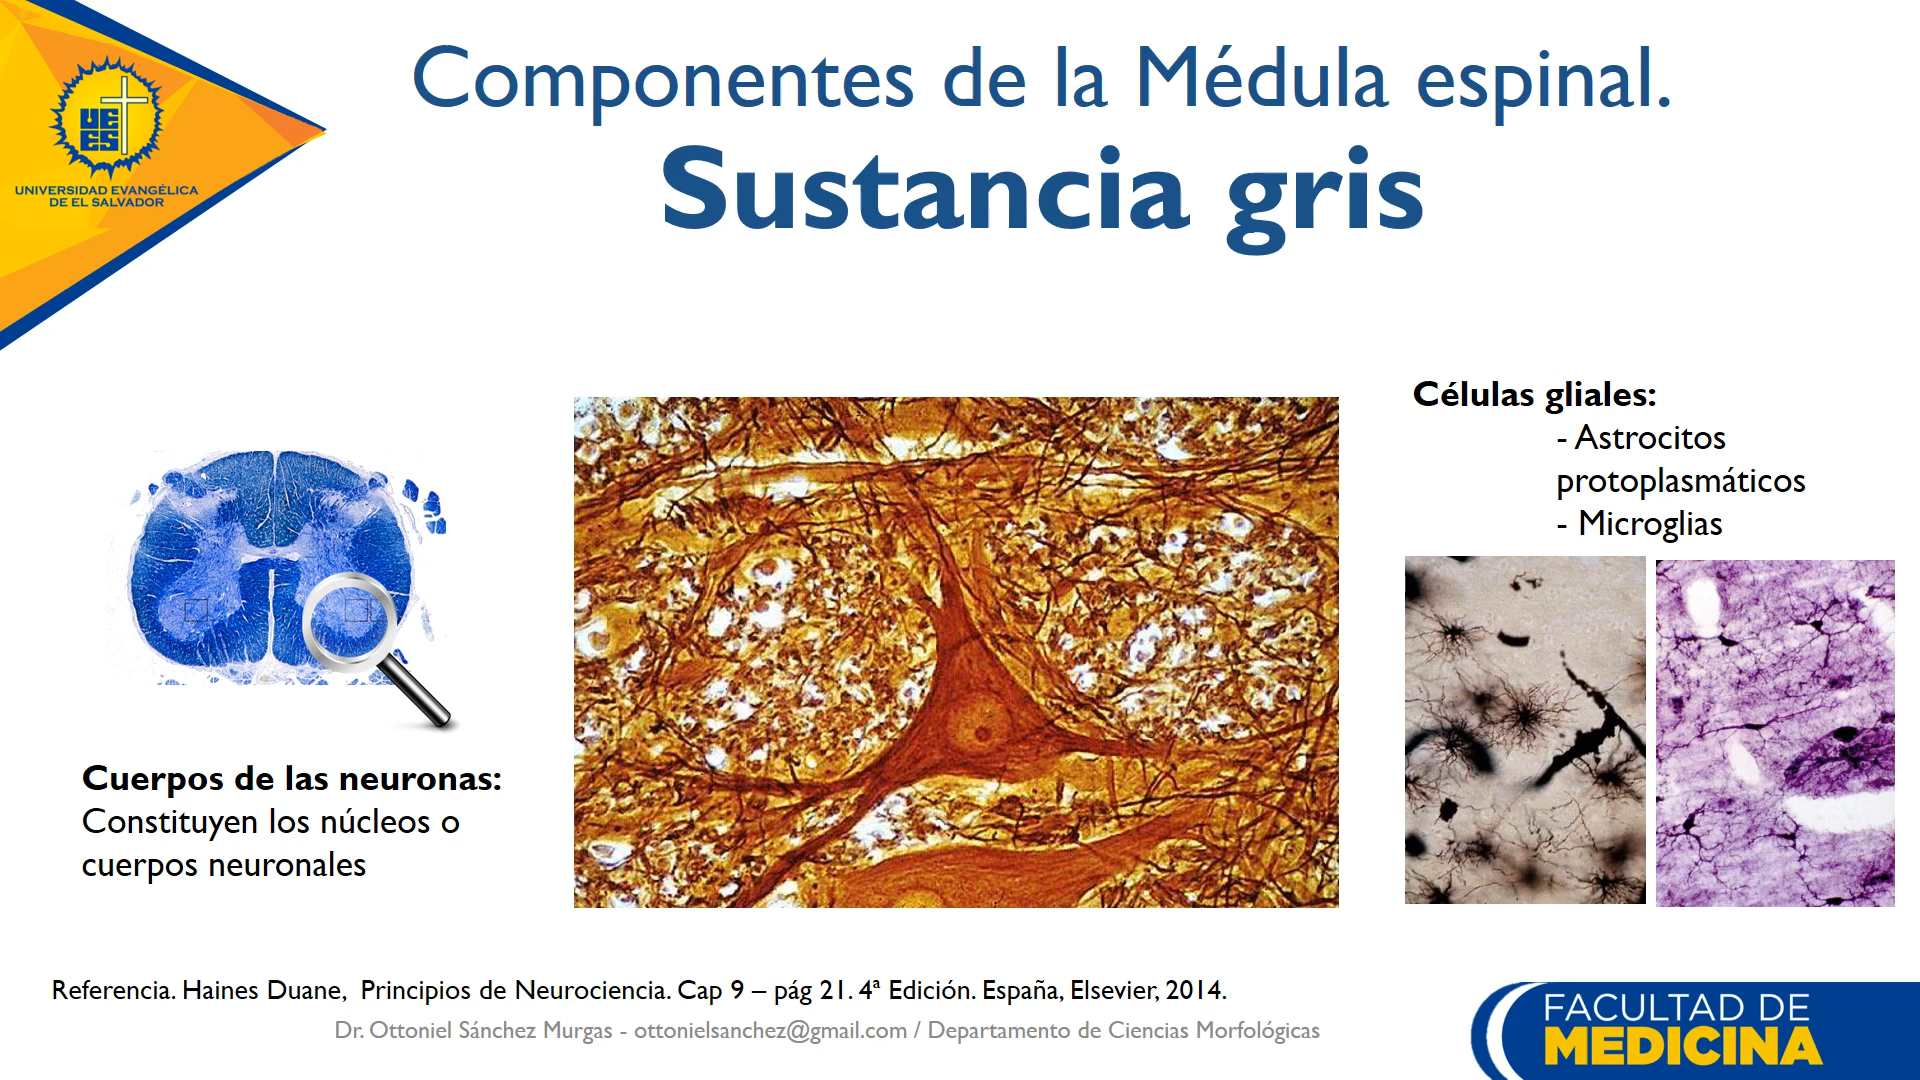 UE
ES
UNIVERSIDAD EVANGÉLICA
DE EL SALVADOR
Componentes de la Médula espinal.
Sustancia gris
Cuerpos de las neuronas:
Constituyen los núcleos o
cuerpos neuronales
Células gliales:
- Astrocitos
protoplasmáticos
- Microglias
Referencia. Haines Duane, Principios de Neurociencia. Cap 9 – pág 21. 4ª Edición. España, Elsevier, 2014.
Dr. Ottoniel Sánchez Murgas - ottonielsanchez@gmail.com / Departamento de Ciencias Morfológicas
FACULTAD DE
MEDICINA